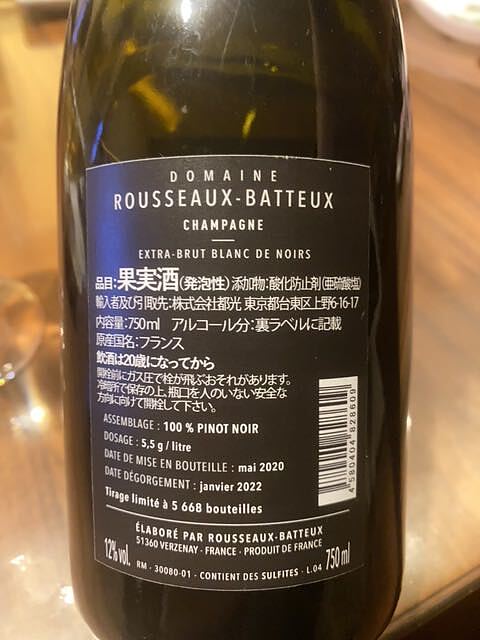 DOMAINE
ROUSSEAUX-BATTEUX
CHAMPAGNE
EXTRA-BRUT BLANC DE NOIRS
品目:果実酒(発泡性)添加物:酸化防止剤(亜硫酸塩)
輸入者及び引取先:株式会社都光 東京都台東区上野6-16-17
内容量:750ml アルコール分:裏ラベルに記載
原産国名:フランス
飲酒は20歳になってから
開栓前にガス圧で栓が飛ぶおそれがあります。
冷暗所で保存の上、瓶口を人のいない安全な
方向に向けて開栓して下さい。
ASSEMBLAGE : 100 % PINOT NOIR
DOSAGE : 5,5 g / litre
DATE DE MISE EN BOUTEILLE : mai 2020
DATE DÉGORGEMENT : janvier 2022
Tirage limité à 5 668 bouteilles
4 580404 828609
ÉLABORÉ PAR ROUSSEAUX-BATTEUX
51360 VERZENAY - FRANCE - PRODUIT DE FRANCE
12% vol. RM - 30080-01 - CONTIENT DES SULFITES - L.04 750 ml